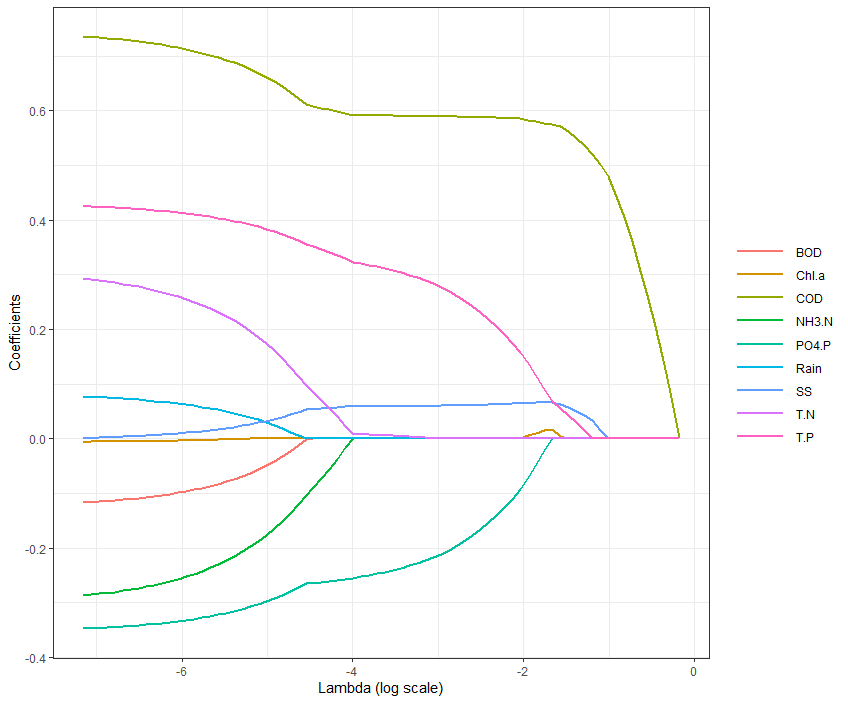 0.6
0.4
0.2
0.0
-0.2
-0.4
Coefficients
-6
-4
-2
0
Lambda (log scale)
BOD
Chl.a
COD
NH3.N
PO4.P
Rain
SS
T.N
T.P